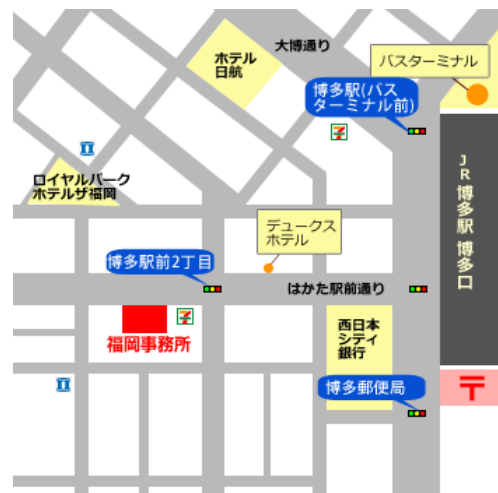 大博通り
ホテル
日航
バスターミナル
博多駅(バス
ターミナル
前)
7
ロイヤルパーク
ホテルザ福岡
JR博多駅 博多口
デュークス
ホテル
博多駅前2丁目
はかた駅前通り
7
福岡事務所
西日本
シティ
銀行
博多郵便局
〒